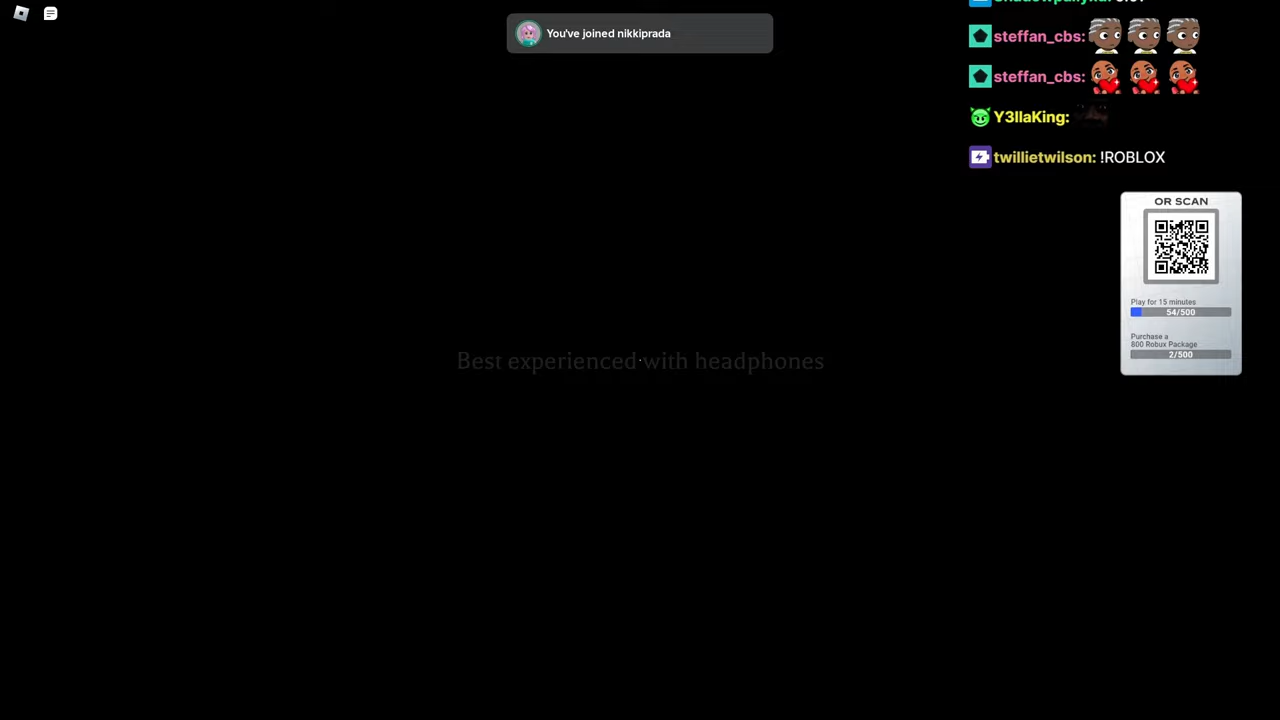 You've joined nikkiprada
steffan_cbs:
steffan_cbs:
Y3llaKing:
twillietwilson: !ROBLOX
OR SCAN
Play for 15 minutes
54/500
Purchase a
800 Robux Package
2/500
Best experienced with headphones